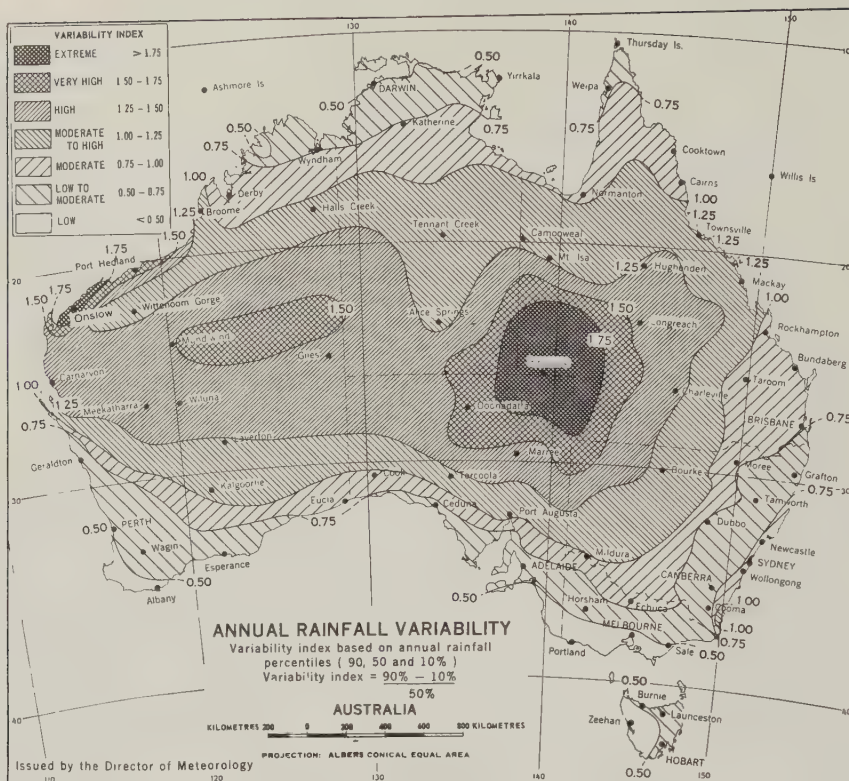 130
140
150
VARIABILITY INDEX
EXTREME > 1.75
VERY HIGH 1.50 - 1.75
HIGH 1.25 - 1.50
MODERATE TO HIGH 1.00 - 1.25
MODERATE 0.75 - 1.00
LOW TO MODERATE 0.50 - 0.75
LOW < 0.50
Thursday Is.
0.50
Yirrkala
Ashmore Is
DARWIN
Weipa
0.75
0.50
0.50
Katherine
0.75
0.75
0.75
Wyndham
Cooktown
1.00
Derby
Normanton
Cairns
Willis Is
Broome
Halls Creek
1.00
1.25
1.25
Townsville
1.50
Tennant Creek
Camooweal
1.25
1.75
Port Hedland
Mt Isa
1.25
Hughenden
1.25
20
20
Mackay
1.75
1.50
Wittenoom Gorge
1.50
1.50
1.00
Onslow
Alice Springs
Longreach
Rockhampton
Mundiwindi
1.75
Giles
Bundaberg
Carnarvon
Taroom
1.00
1.25
Meekatharra
Wiluna
Oodnadatta
Charleville
BRISBANE
0.75
0.75
Laverton
Marree
Geraldton
Cook
Tarcoola
Bourke
Moree
Grafton
Kalgoorlie
0.75
30
30
Eucla
Ceduna
Port Augusta
Tamworth
0.50
PERTH
0.75
Dubbo
Wagin
Esperance
Mildura
Newcastle
ADELAIDE
SYDNEY
0.50
CANBERRA
Wollongong
Albany
0.50
Horsham
Echuca
Cooma
1.00
MELBOURNE
1.00
Portland
Sale
0.50
0.75
ANNUAL RAINFALL VARIABILITY
Variability index based on annual rainfall
percentiles ( 90, 50 and 10% )
Variability index = 90% - 10%
50%
AUSTRALIA
KILOMETRES 200 0 200 400 600 800 KILOMETRES
PROJECTION: ALBERS CONICAL EQUAL AREA
0.50
Burnie
Zeehan
Launceston
HOBART
0.50
40
40
Issued by the Director of Meteorology
110
120
130
140
150